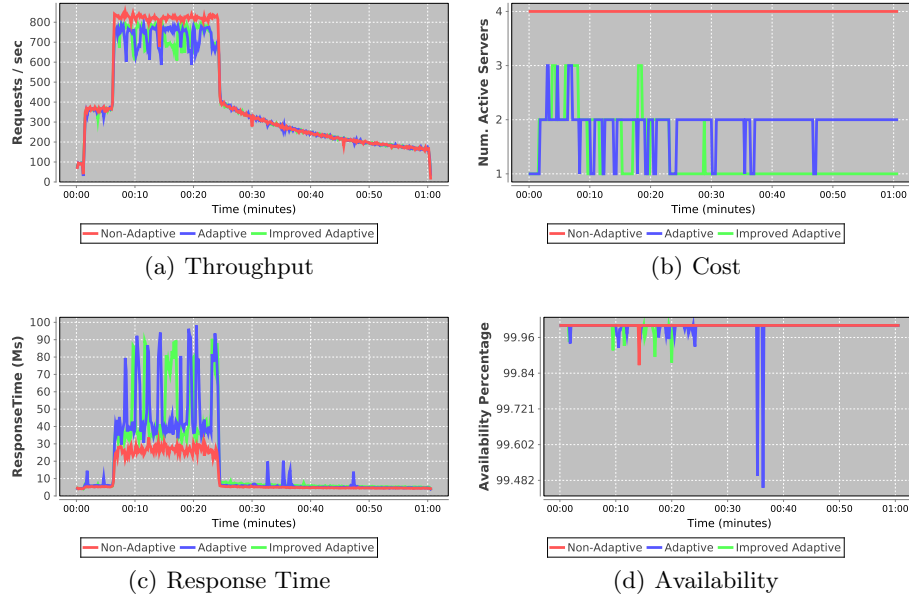 Requests / sec
800
700
600
500
400
300
200
100
0
00:00 00:10 00:20 00:30 00:40 00:50 01:00
Time (minutes)
Non-Adaptive Adaptive Improved Adaptive
(a) Throughput
Num. Active Servers
4
3
2
1
00:00 00:10 00:20 00:30 00:40 00:50 01:00
Time (minutes)
Non-Adaptive Adaptive Improved Adaptive
(b) Cost
ResponseTime (Ms)
100
90
80
70
60
50
40
30
20
10
0
00:00 00:10 00:20 00:30 00:40 00:50 01:00
Time (minutes)
Non-Adaptive Adaptive Improved Adaptive
(c) Response Time
Availability Percentage
99.96
99.84
99.721
99.602
99.482
00:00 00:10 00:20 00:30 00:40 00:50 01:00
Time (minutes)
Non-Adaptive Adaptive Improved Adaptive
(d) Availability